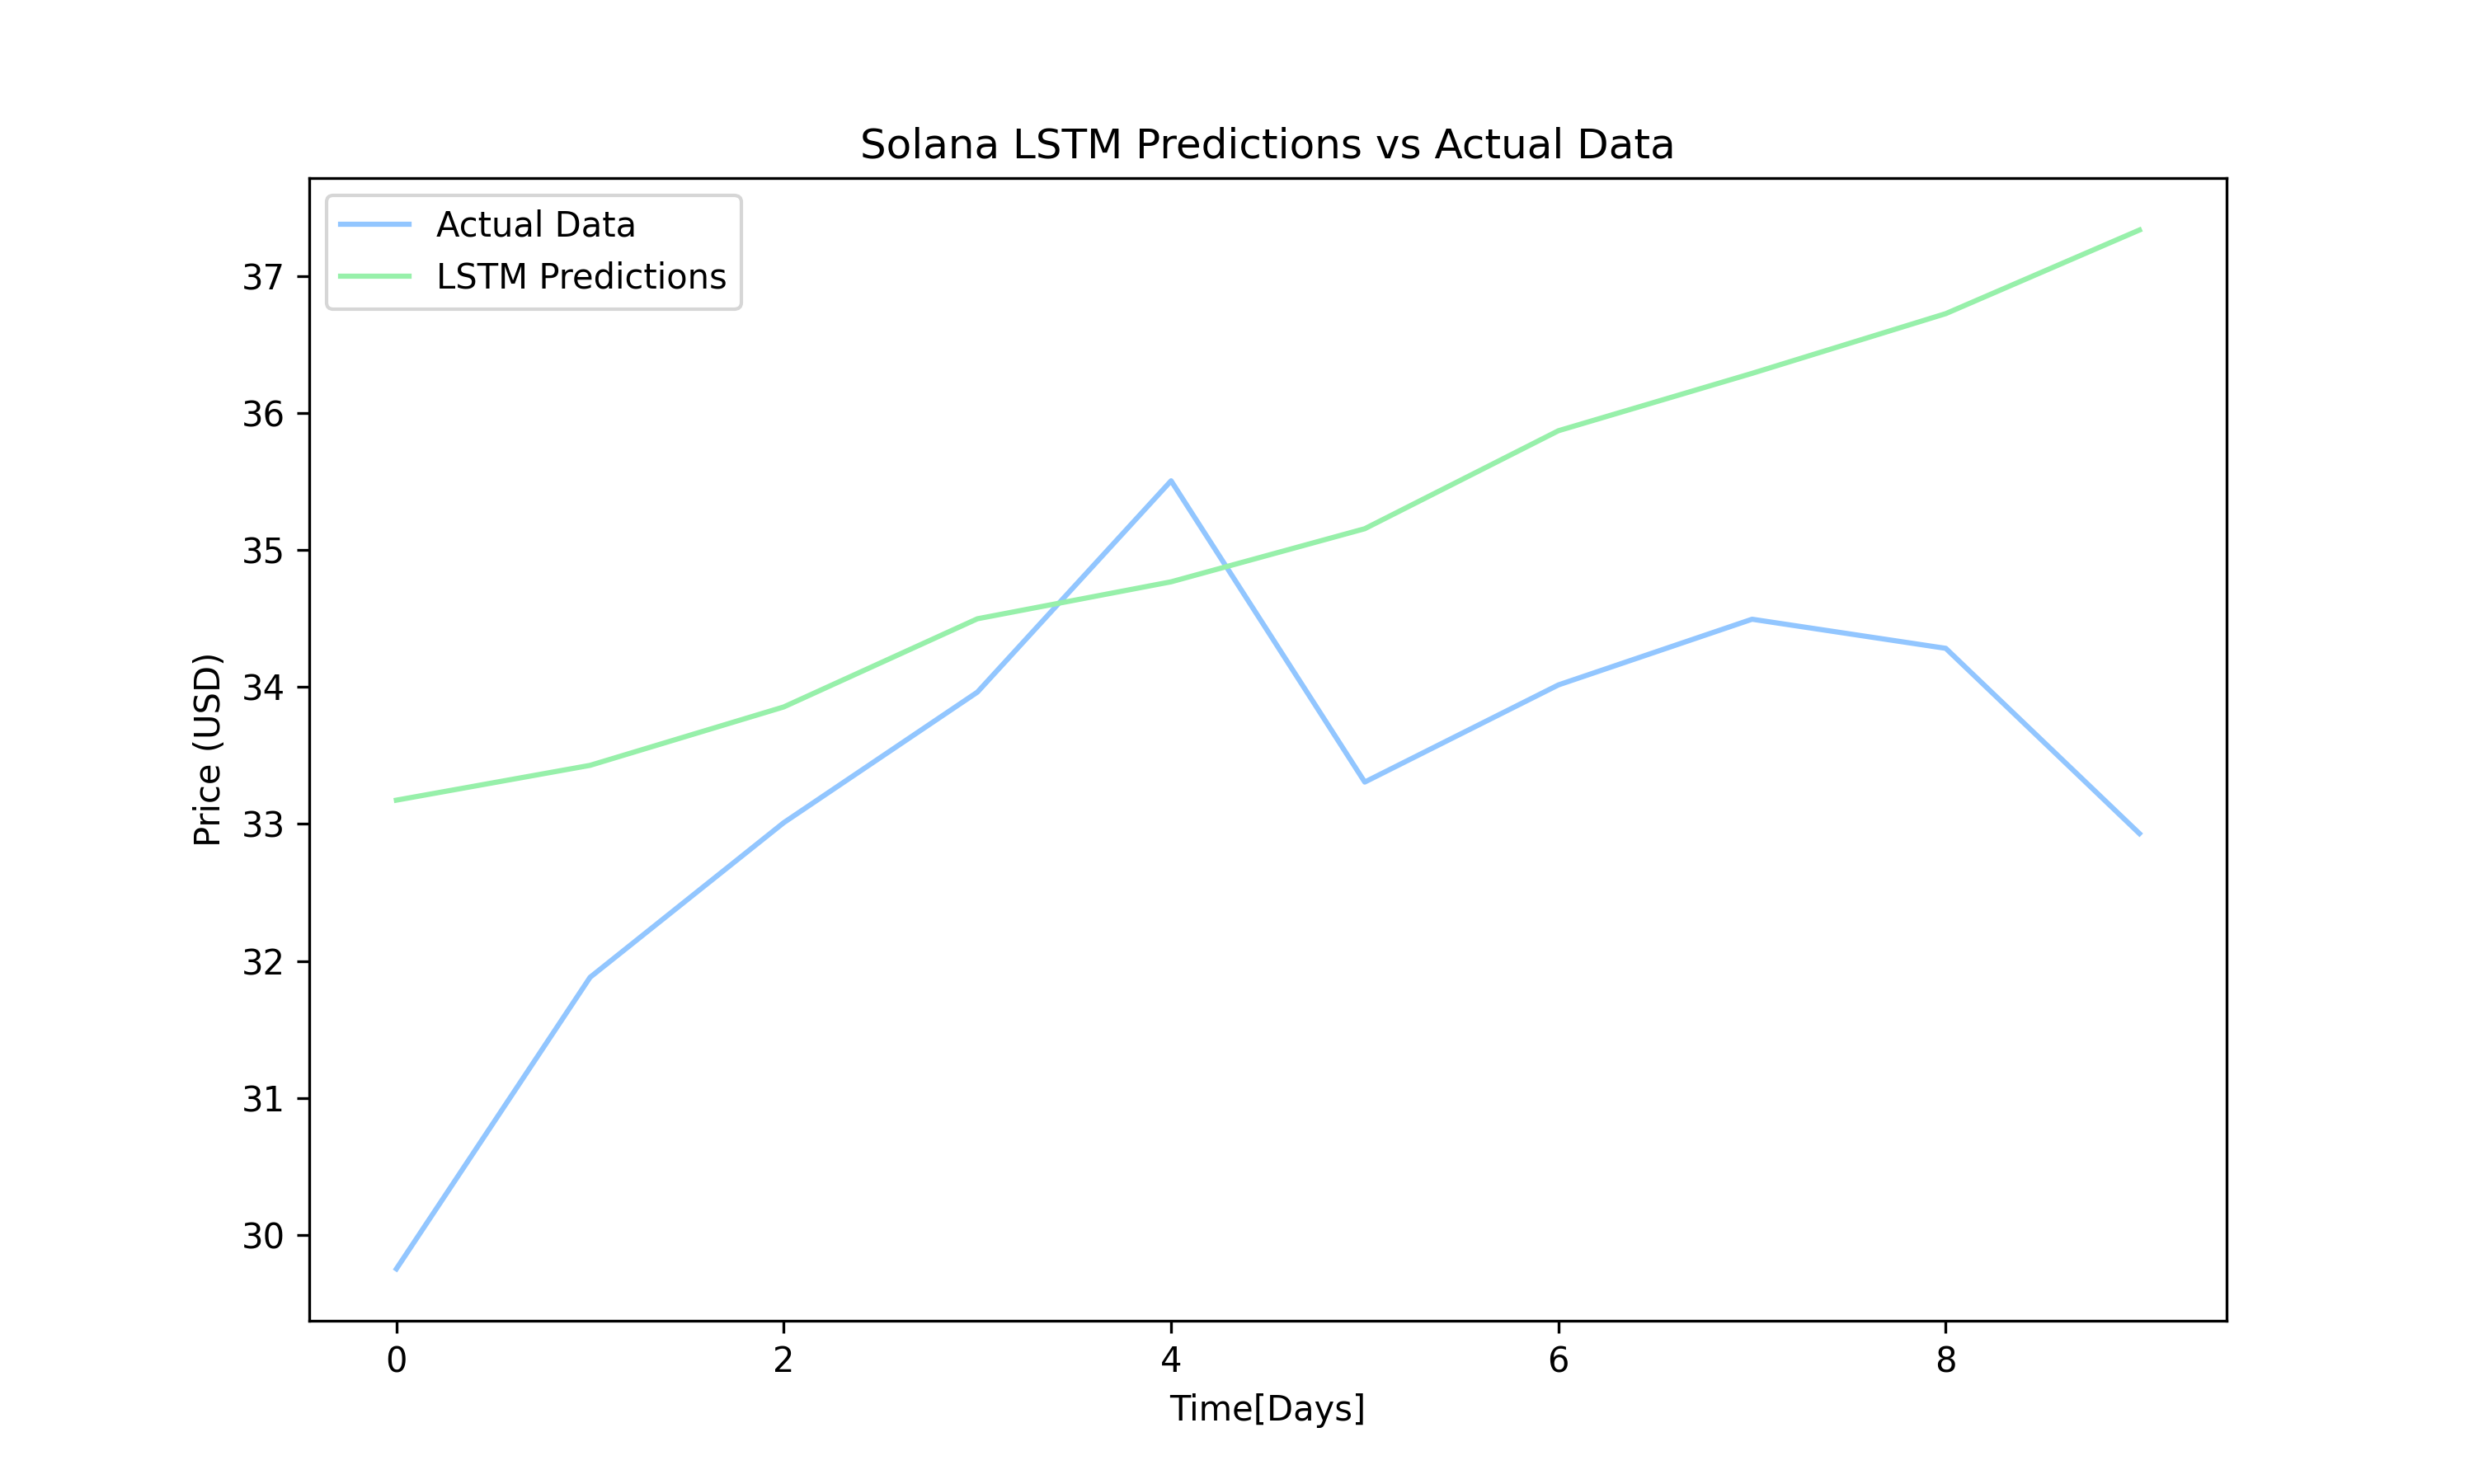 Solana LSTM Predictions vs Actual Data
Actual Data
LSTM Predictions
37
36
35
34
33
32
31
30
Price (USD)
0 2 4 6 8
Time[Days]